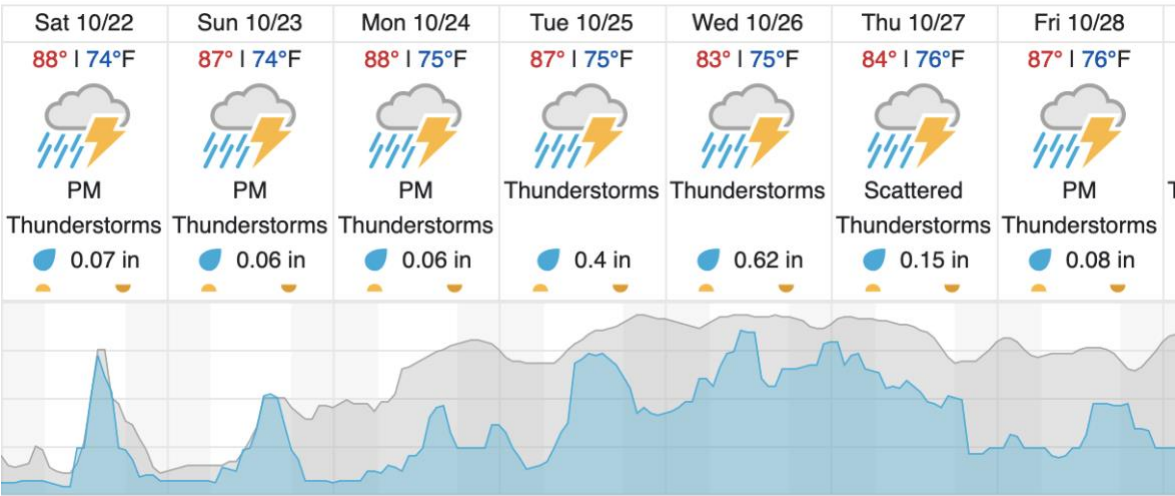 Sat 10/22
88° | 74°F
PM
Thunderstorms
0.07 in
Sun 10/23
87° | 74°F
PM
Thunderstorms
0.06 in
Mon 10/24
88° | 75°F
PM
Thunderstorms
0.06 in
Tue 10/25
87° | 75°F
Thunderstorms
0.4 in
Wed 10/26
83° | 75°F
Thunderstorms
0.62 in
Thu 10/27
84° | 76°F
Scattered
Thunderstorms
0.15 in
Fri 10/28
87° | 76°F
PM
Thunderstorms
0.08 in